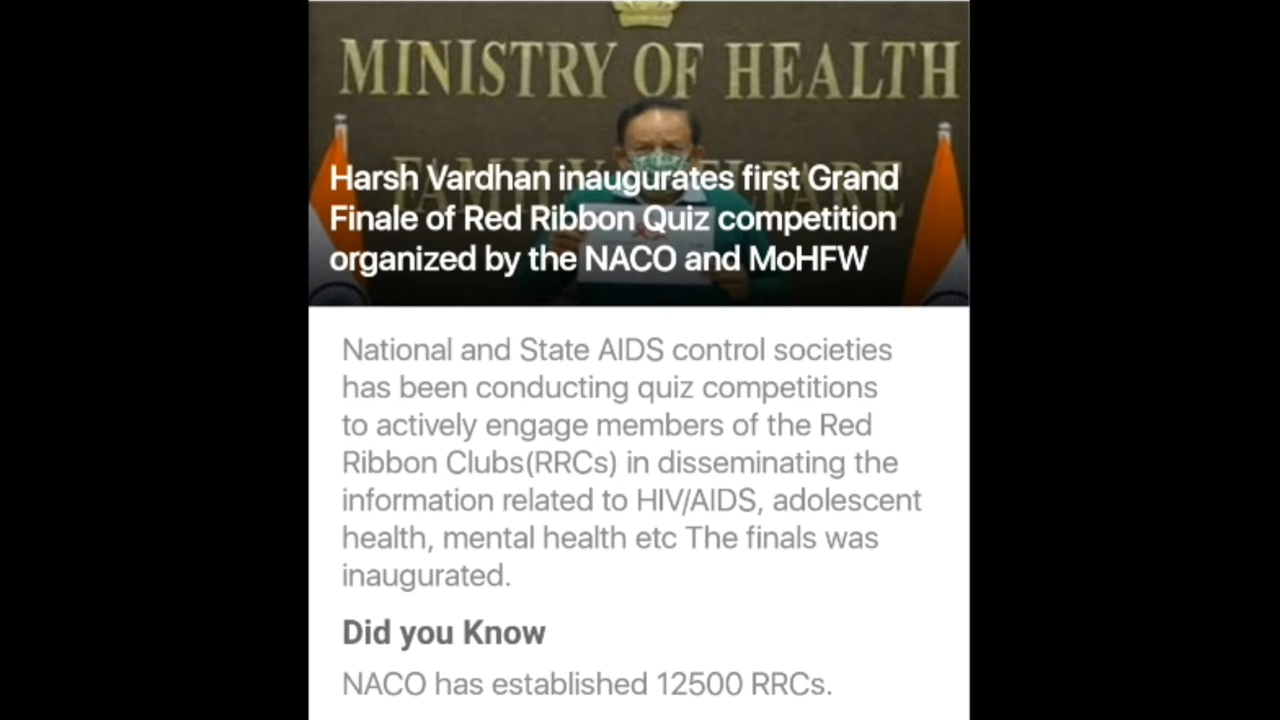 MINISTRY OF HEALTH
FAMILY WELFARE
Harsh Vardhan inaugurates first Grand
Finale of Red Ribbon Quiz competition
organized by the NACO and MoHFW
National and State AIDS control societies
has been conducting quiz competitions
to actively engage members of the Red
Ribbon Clubs(RRCs) in disseminating the
information related to HIV/AIDS, adolescent
health, mental health etc The finals was
inaugurated.
Did you Know
NACO has established 12500 RRCs.